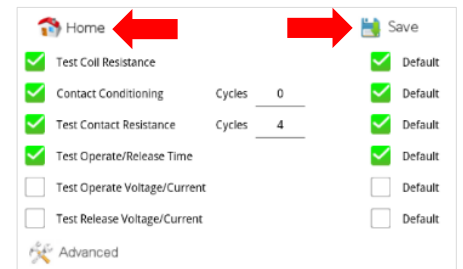 Home Save
Test Coil Resistance Default
Contact Conditioning Cycles 0 Default
Test Contact Resistance Cycles 4 Default
Test Operate/Release Time Default
Test Operate Voltage/Current Default
Test Release Voltage/Current Default
Advanced